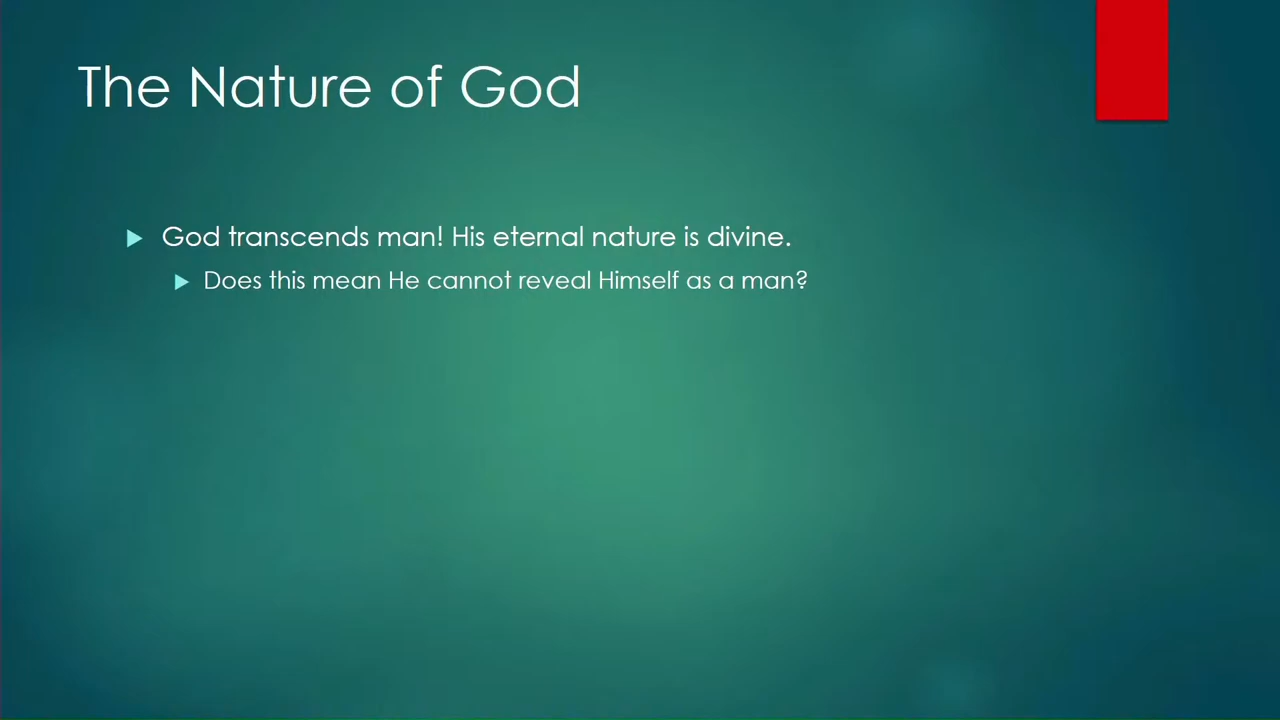 The Nature of God
God transcends man! His eternal nature is divine.
Does this mean He cannot reveal Himself as a man?